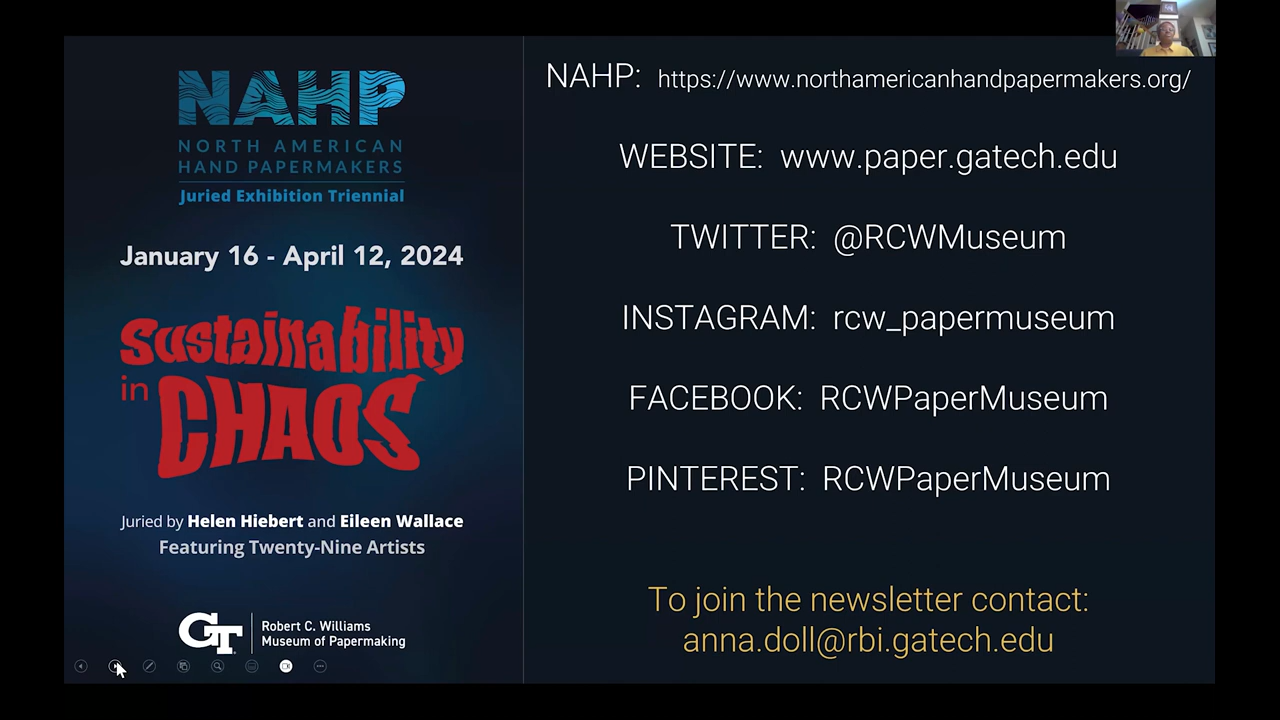 NAHP
NORTH AMERICAN
HAND PAPERMAKERS
Juried Exhibition Triennial
January 16 - April 12, 2024
Sustainability
in CHAOS
Juried by Helen Hiebert and Eileen Wallace
Featuring Twenty-Nine Artists
GT
Robert C. Williams
Museum of Papermaking
NAHP: https://www.northamericanhandpapermakers.org/
WEBSITE: www.paper.gatech.edu
TWITTER: @RCWMuseum
INSTAGRAM: rcw_papermuseum
FACEBOOK: RCWPaperMuseum
PINTEREST: RCWPaperMuseum
To join the newsletter contact:
anna.doll@rbi.gatech.edu